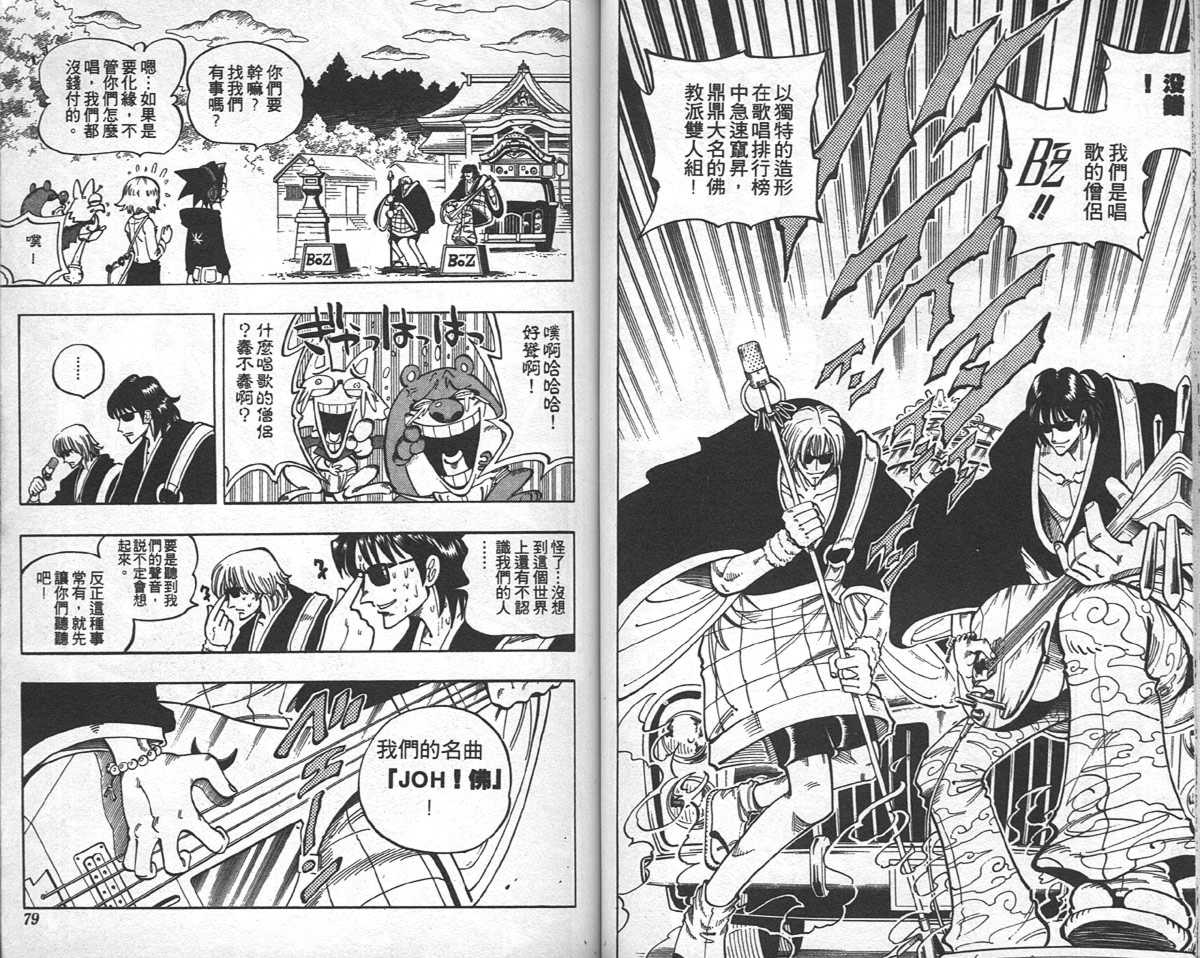 没錯
！
我們是唱
歌的僧侶
BoZ!!
以獨特的造形
在歌唱排行榜
中急速竄昇，
鼎鼎大名的佛
教派雙人組！
你們要
幹嘛？
找我們
有事嗎？
嗯…如果是
要化緣，不
管你們怎麼
唱，我們都
沒錢付的。
噗！
BoZ
BoZ
噗啊哈哈哈！
好聳啊！
ぎゃっはっはっはっ
什麼唱歌的僧侶
？蠢不蠢啊？
……
怪了…沒想
到這個世界
上還有不認
識我們的人
……
？
？
要是聽到我
們的聲音，
說不定會想
起來。
反正這種事
常有，就先
讓你們聽聽
吧！
我們的名曲
『JOH！佛』
！
79